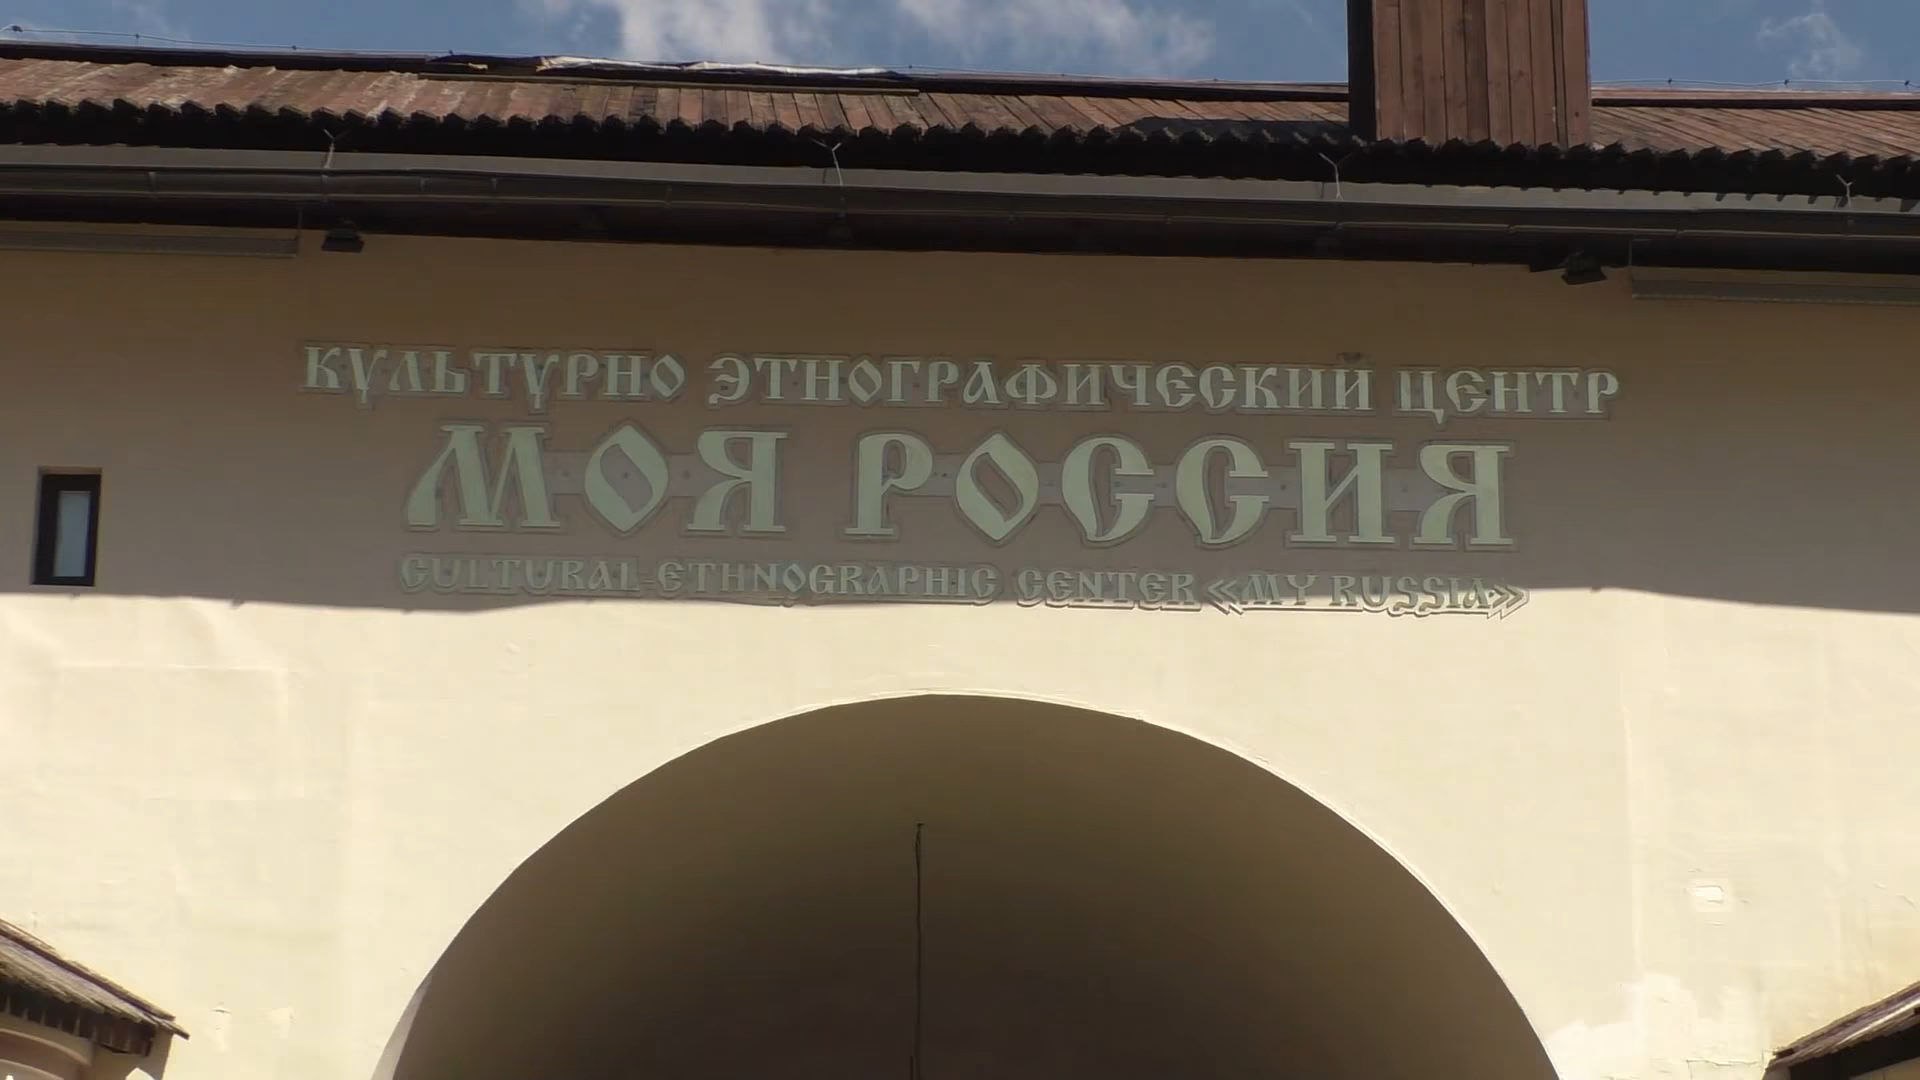 КУЛЬТУРНО ЭТНОГРАФИЧЕСКИЙ ЦЕНТР
МОЯ РОССИЯ
CULTURAL-ETHNOGRAPHIC CENTER «MY RUSSIA»